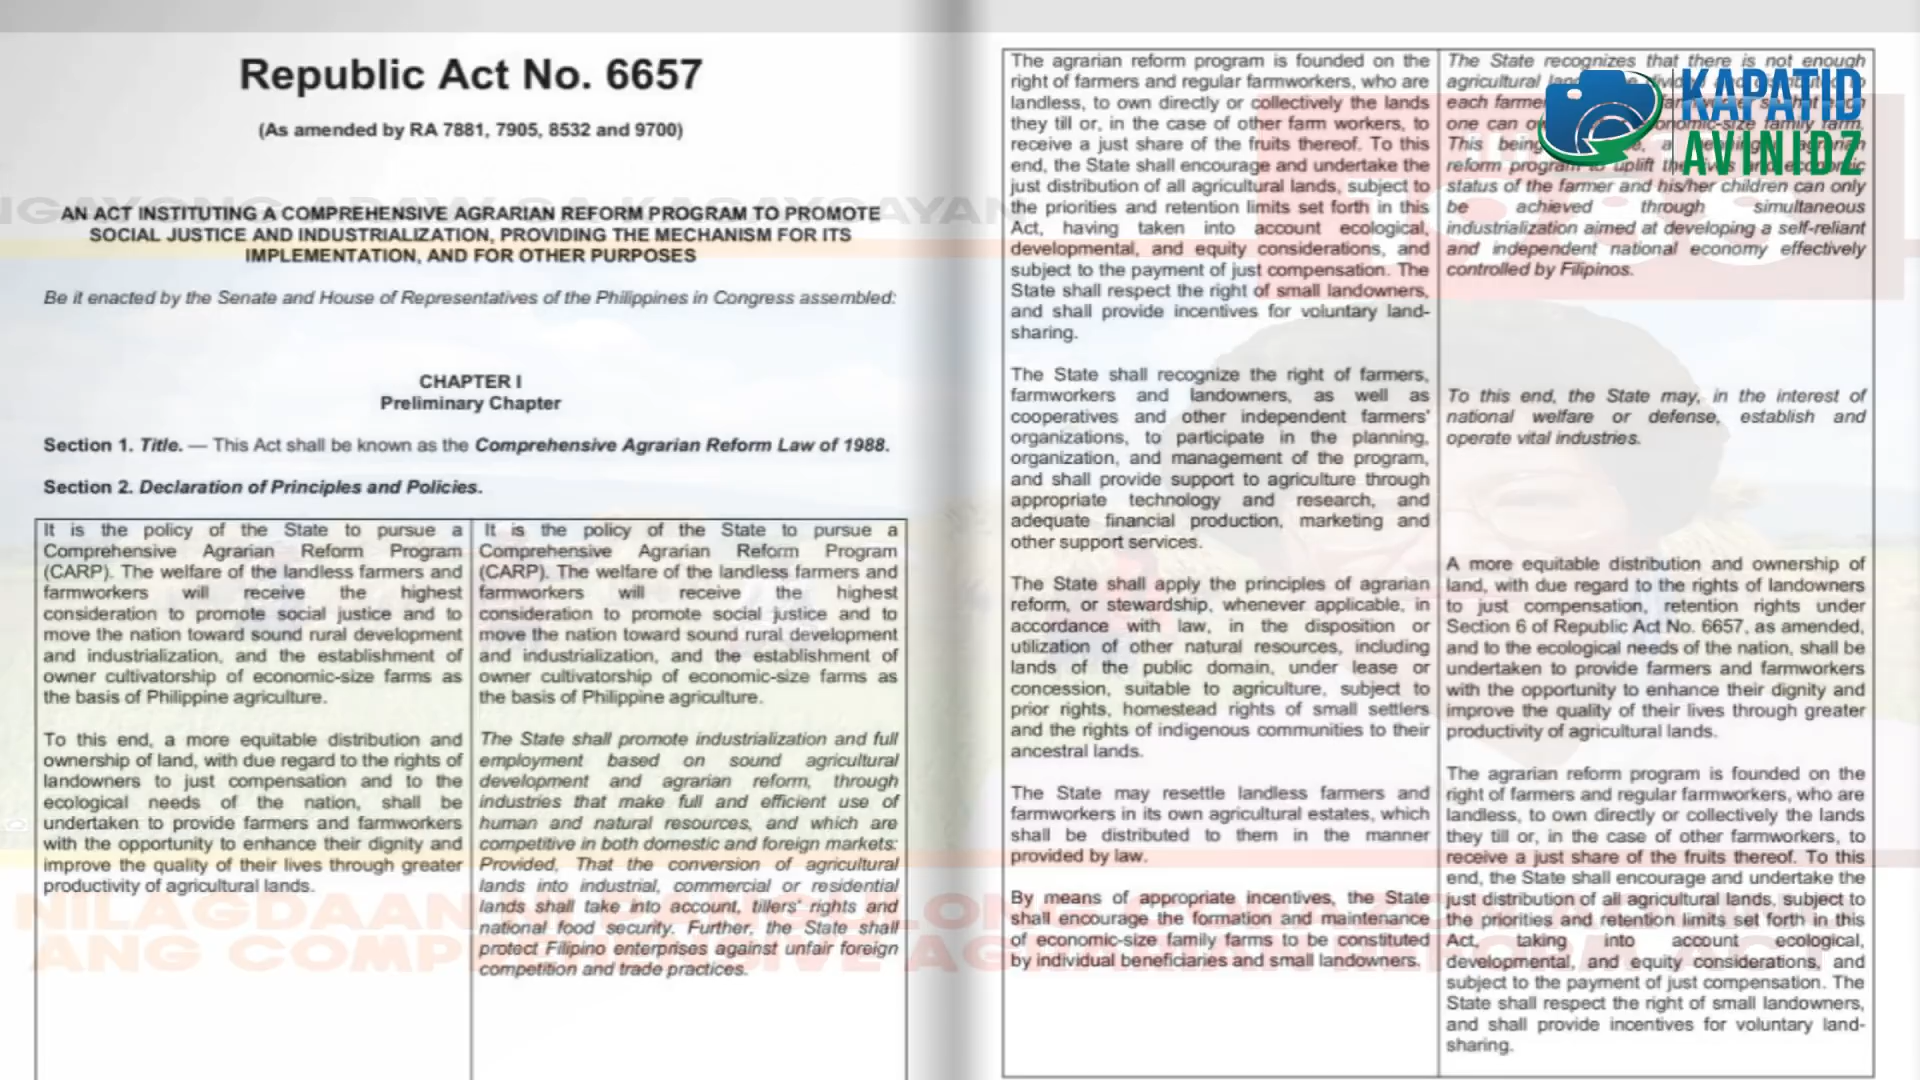 Republic Act No. 6657
(As amended by RA 7881, 7905, 8532 and 9700)
AN ACT INSTITUTING A COMPREHENSIVE AGRARIAN REFORM PROGRAM TO PROMOTE
SOCIAL JUSTICE AND INDUSTRIALIZATION, PROVIDING THE MECHANISM FOR ITS
IMPLEMENTATION, AND FOR OTHER PURPOSES
Be it enacted by the Senate and House of Representatives of the Philippines in Congress assembled:
CHAPTER I
Preliminary Chapter
Section 1. Title. — This Act shall be known as the Comprehensive Agrarian Reform Law of 1988.
Section 2. Declaration of Principles and Policies.
It is the policy of the State to pursue a
Comprehensive Agrarian Reform Program
(CARP). The welfare of the landless farmers and
farmworkers will receive the highest
consideration to promote social justice and to
move the nation toward sound rural development
and industrialization, and the establishment of
owner cultivatorship of economic-size farms as
the basis of Philippine agriculture.
To this end, a more equitable distribution and
ownership of land, with due regard to the rights of
landowners to just compensation and to the
ecological needs of the nation, shall be
undertaken to provide farmers and farmworkers
with the opportunity to enhance their dignity and
improve the quality of their lives through greater
productivity of agricultural lands.
It is the policy of the State to pursue a
Comprehensive Agrarian Reform Program
(CARP). The welfare of the landless farmers and
farmworkers will receive the highest
consideration to promote social justice and to
move the nation toward sound rural development
and industrialization, and the establishment of
owner cultivatorship of economic-size farms as
the basis of Philippine agriculture.
The State shall promote industrialization and full
employment based on sound agricultural
development and agrarian reform, through
industries that make full and efficient use of
human and natural resources, and which are
competitive in both domestic and foreign markets:
Provided, That the conversion of agricultural
lands into industrial, commercial or residential
lands shall take into account, tillers' rights and
national food security. Further, the State shall
protect Filipino enterprises against unfair foreign
competition and trade practices.
The agrarian reform program is founded on the
right of farmers and regular farmworkers, who are
landless, to own directly or collectively the lands
they till or, in the case of other farm workers, to
receive a just share of the fruits thereof. To this
end, the State shall encourage and undertake the
just distribution of all agricultural lands, subject to
the priorities and retention limits set forth in this
Act, having taken into account ecological,
developmental, and equity considerations, and
subject to the payment of just compensation. The
State shall respect the right of small landowners,
and shall provide incentives for voluntary land-
sharing.
The State shall recognize the right of farmers,
farmworkers and landowners, as well as
cooperatives and other independent farmers'
organizations, to participate in the planning,
organization, and management of the program,
and shall provide support to agriculture through
appropriate technology and research, and
adequate financial production, marketing and
other support services.
The State shall apply the principles of agrarian
reform, or stewardship, whenever applicable, in
accordance with law, in the disposition or
utilization of other natural resources, including
lands of the public domain, under lease or
concession, suitable to agriculture, subject to
prior rights, homestead rights of small settlers
and the rights of indigenous communities to their
ancestral lands.
The State may resettle landless farmers and
farmworkers in its own agricultural estates, which
shall be distributed to them in the manner
provided by law.
By means of appropriate incentives, the State
shall encourage the formation and maintenance
of economic-size family farms to be constituted
by individual beneficiaries and small landowners.
The State recognizes that there is not enough
agricultural
each
one can family farm.
This being
reform program uplift
status of the farmer and his/her children can only
be achieved through simultaneous
industrialization aimed at developing a self-reliant
and independent national economy effectively
controlled by Filipinos.
To this end, the State may, in the interest of
national welfare or defense, establish and
operate vital industries.
A more equitable distribution and ownership of
land, with due regard to the rights of landowners
to just compensation, retention rights under
Section 6 of Republic Act No. 6657, as amended,
and to the ecological needs of the nation, shall be
undertaken to provide farmers and farmworkers
with the opportunity to enhance their dignity and
improve the quality of their lives through greater
productivity of agricultural lands.
The agrarian reform program is founded on the
right of farmers and regular farmworkers, who are
landless, to own directly or collectively the lands
they till or, in the case of other farmworkers, to
receive a just share of the fruits thereof. To this
end, the State shall encourage and undertake the
just distribution of all agricultural lands, subject to
the priorities and retention limits set forth in this
Act, taking into account ecological,
developmental, and equity considerations, and
subject to the payment of just compensation. The
State shall respect the right of small landowners,
and shall provide incentives for voluntary land-
sharing.
KAPATID
AVINIDZ
NILAGDAAN